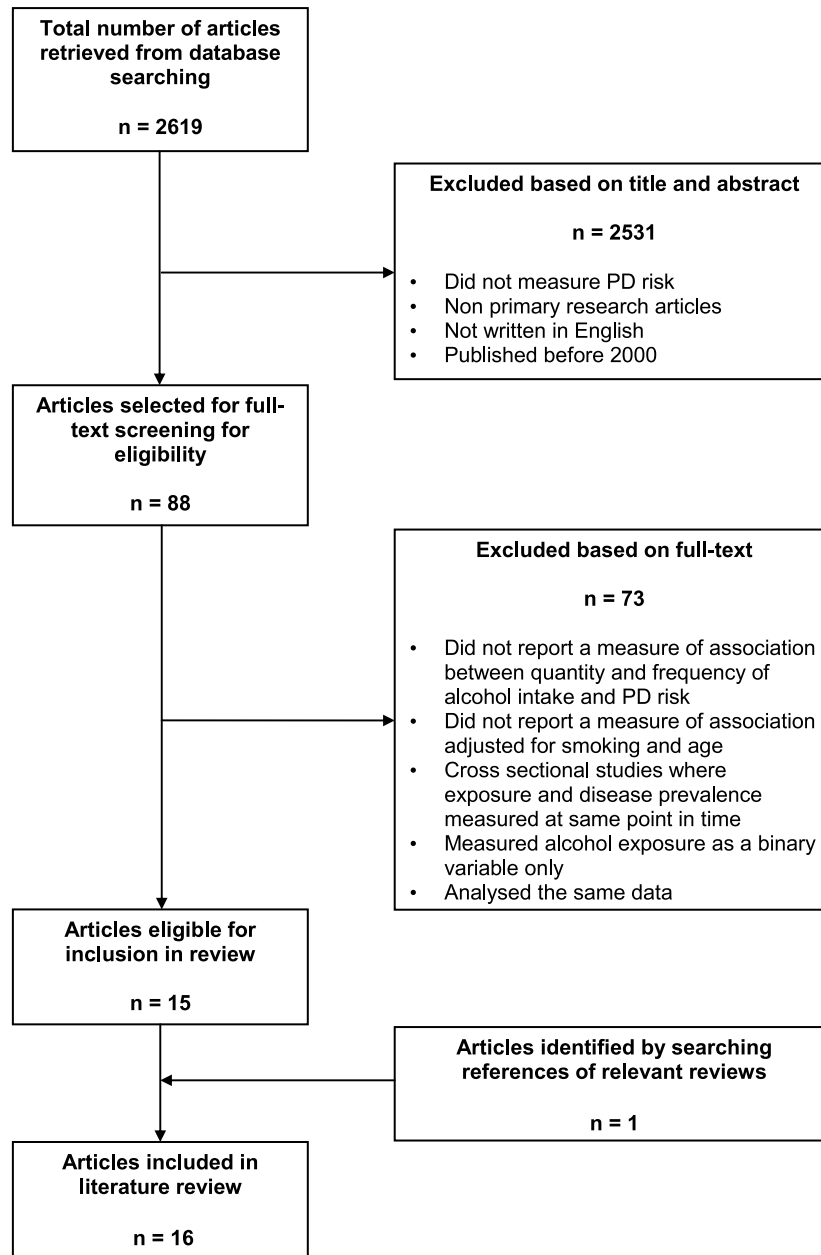 Total number of articles
retrieved from database
searching
n = 2619
Excluded based on title and abstract
n = 2531
• Did not measure PD risk
• Non primary research articles
• Not written in English
• Published before 2000
Articles selected for full-
text screening for
eligibility
n = 88
Excluded based on full-text
n = 73
• Did not report a measure of association
between quantity and frequency of
alcohol intake and PD risk
• Did not report a measure of association
adjusted for smoking and age
• Cross sectional studies where
exposure and disease prevalence
measured at same point in time
• Measured alcohol exposure as a binary
variable only
• Analysed the same data
Articles eligible for
inclusion in review
n = 15
Articles identified by searching
references of relevant reviews
n = 1
Articles included in
literature review
n = 16